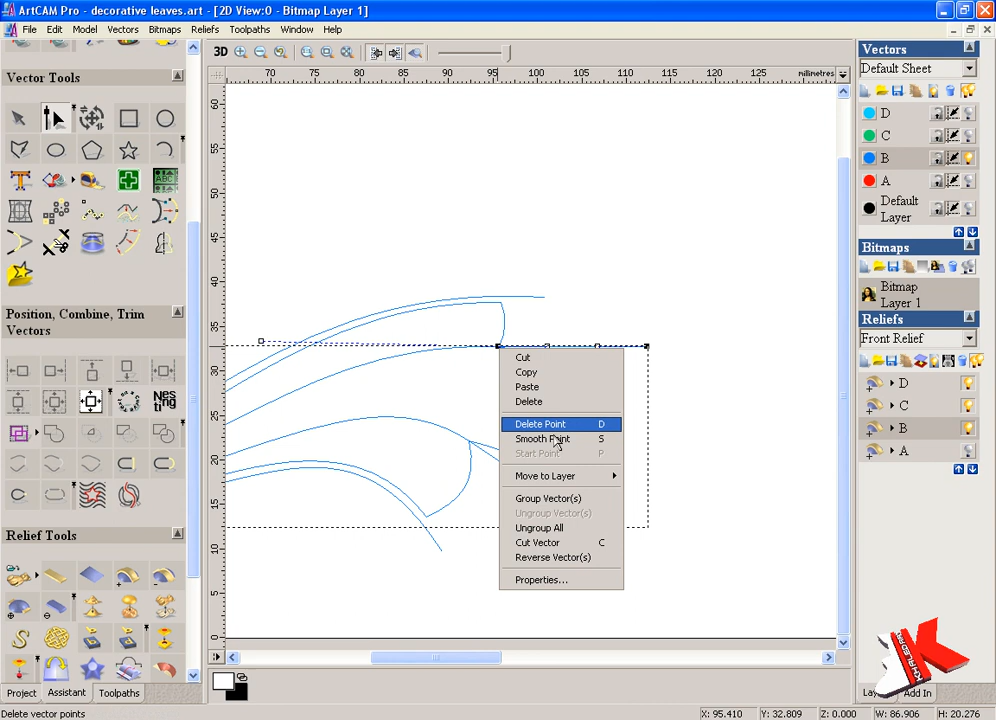 ArtCAM Pro - decorative leaves.art - [2D View:0 - Bitmap Layer 1]
File Edit Model Vectors Bitmaps Reliefs Toolpaths Window Help
Vector Tools
ABC
ABC
Position, Combine, Trim
Vectors
Nes
ting
Relief Tools
Project Assistant Toolpaths
3D
70 75 80 85 90 95 100 105 110 115 120 125 millimetres
60
55
50
45
40
35
30
25
20
15
10
5
0
Cut
Copy
Paste
Delete
Delete Point D
Smooth Point S
Start Point P
Move to Layer
Group Vector(s)
Ungroup Vector(s)
Ungroup All
Cut Vector C
Reverse Vector(s)
Properties...
Vectors
Default Sheet
D
C
B
A
Default
Layer
Bitmaps
Bitmap
Layer 1
Reliefs
Front Relief
D
C
B
A
KHALEDARY
Add In
Delete vector points X: 95.410 Y: 32.809 Z: 0.000 W: 86.906 H: 20.276